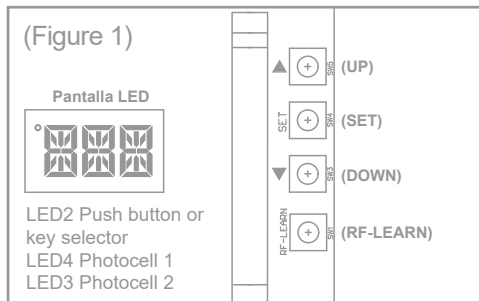 (Figure 1)
Pantalla LED
LED2 Push button or
key selector
LED4 Photocell 1
LED3 Photocell 2
▲ SW5 (UP)
SET SW4 (SET)
▼ SW3 (DOWN)
RF-LEARN SW1 (RF-LEARN)